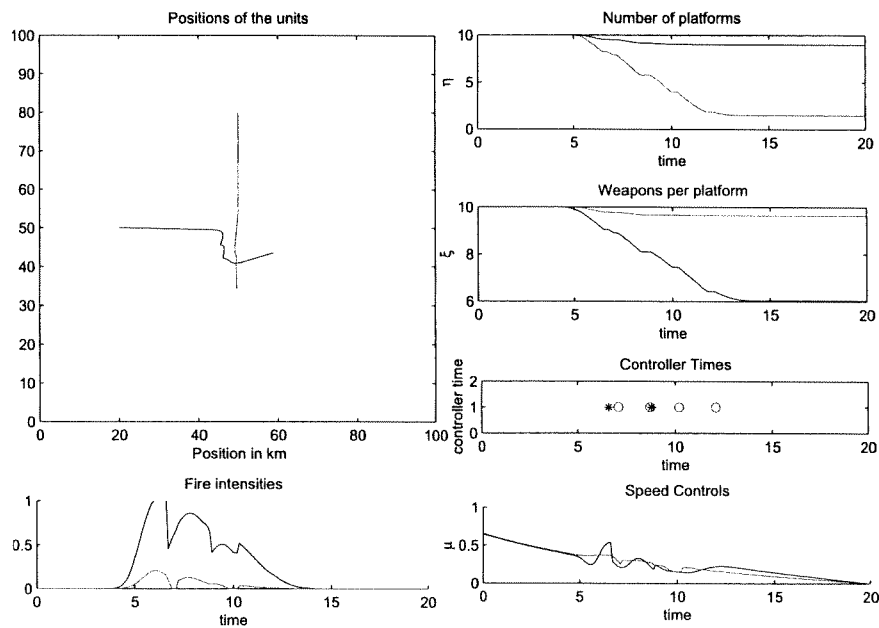 Positions of the units
100
90
80
70
60
50
40
30
20
10
0
0 20 40 60 80 100
Position in km
Number of platforms
10
5
0
η
0 5 10 15 20
time
Weapons per platform
10
8
6
ξ
0 5 10 15 20
time
Controller Times
2
1
0
controller time
0 5 10 15 20
time
Fire intensities
1
0.5
0
0 5 10 15 20
time
Speed Controls
1
0.5
0
μ
0 5 10 15 20
time